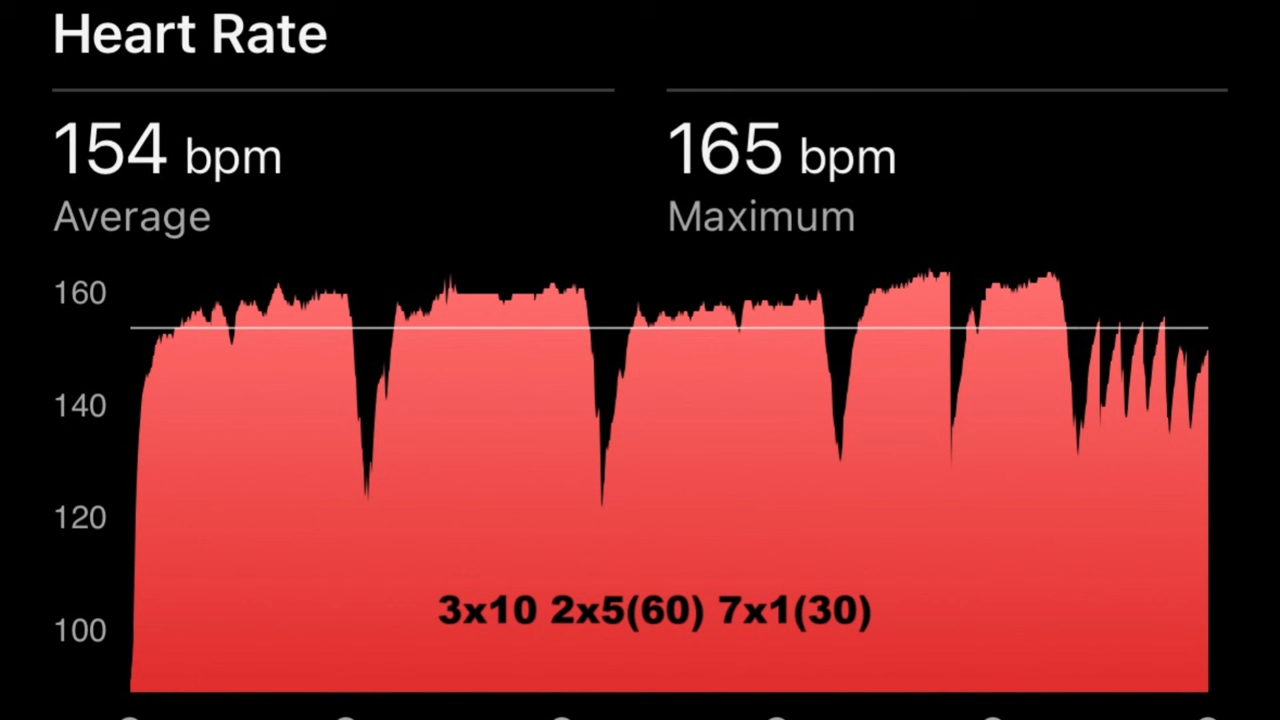 Heart Rate
154 bpm 165 bpm
Average Maximum
160
140
120
3x10 2x5(60) 7x1(30)
100